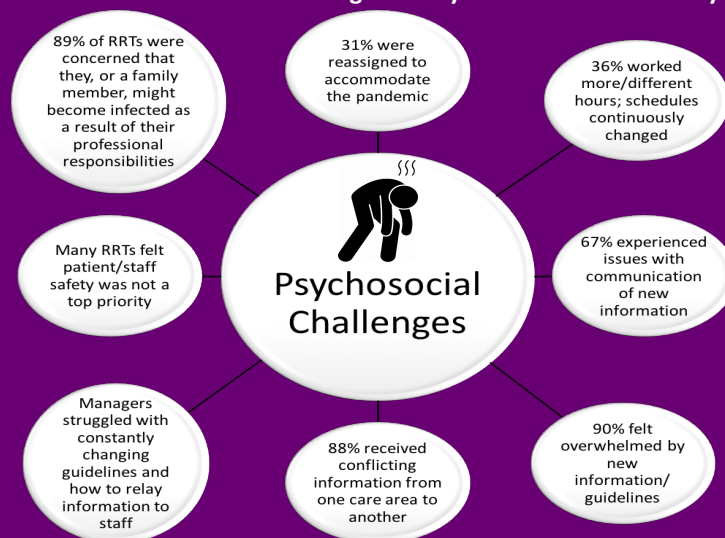 89% of RRTs were
concerned that
they, or a family
member, might
become infected as
a result of their
professional
responsibilities
31% were
reassigned to
accommodate
the pandemic
36% worked
more/different
hours; schedules
continuously
changed
Many RRTs felt
patient/staff
safety was not a
top priority
Psychosocial
Challenges
67% experienced
issues with
communication
of new
information
Managers
struggled with
constantly
changing
guidelines and
how to relay
information to
staff
88% received
conflicting
information from
one care area to
another
90% felt
overwhelmed by
new
information/
guidelines